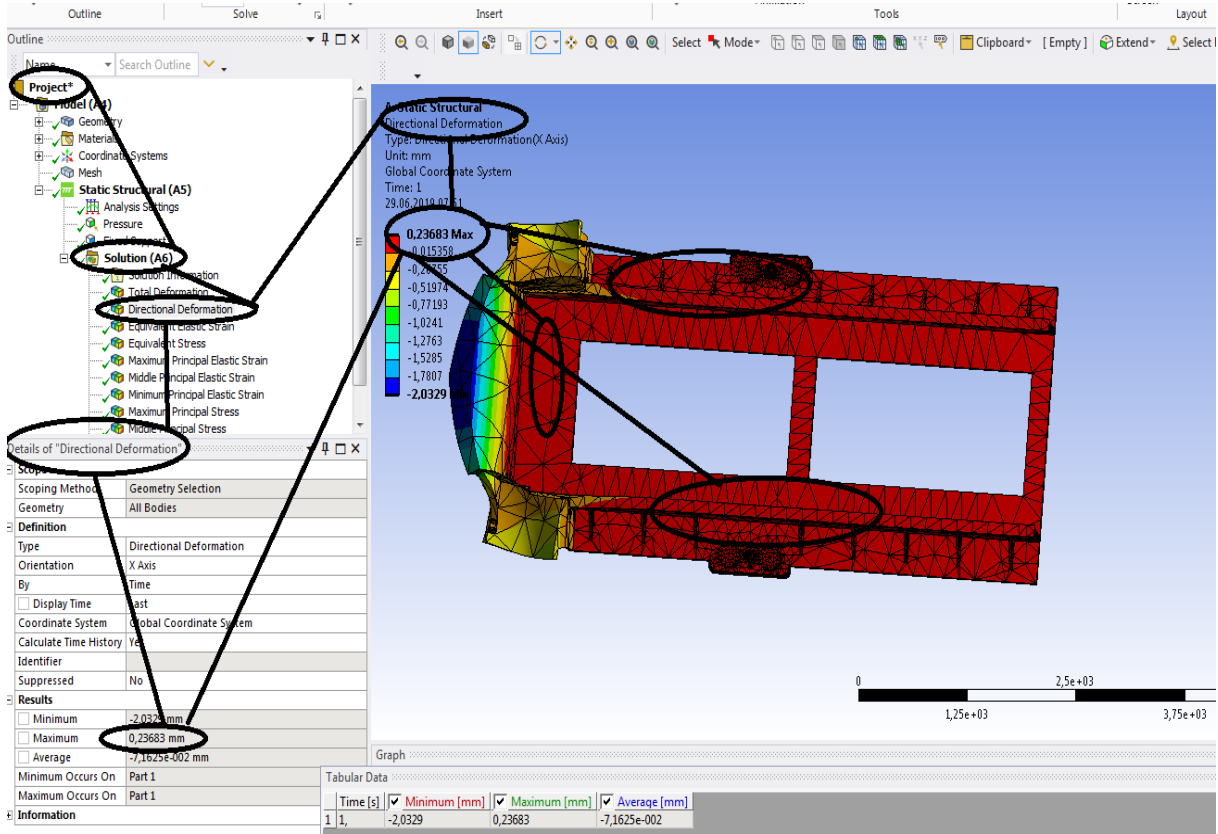 Outline
Solve
Insert
Tools
Layout
Outline
Name
Search Outline
Select
Mode
Clipboard
[ Empty ]
Extend
Select
Project*
Model (A4)
Geometry
Materials
Coordinate Systems
Mesh
Static Structural (A5)
Analysis Settings
Pressure
Fixed Support
Solution (A6)
Solution Information
Total Deformation
Directional Deformation
Equivalent Elastic Strain
Equivalent Stress
Maximum Principal Elastic Strain
Middle Principal Elastic Strain
Minimum Principal Elastic Strain
Maximum Principal Stress
Middle Principal Stress
Details of "Directional Deformation"
Scope
Scoping Method Geometry Selection
Geometry All Bodies
Definition
Type Directional Deformation
Orientation X Axis
By Time
Display Time Last
Coordinate System Global Coordinate System
Calculate Time History Yes
Identifier
Suppressed No
Results
Minimum -2,0329 mm
Maximum 0,23683 mm
Average -7,1625e-002 mm
Minimum Occurs On Part 1
Maximum Occurs On Part 1
Information
A: Static Structural
Directional Deformation
Type: Directional Deformation(X Axis)
Unit: mm
Global Coordinate System
Time: 1
29.06.2019 07:51
0,23683 Max
-0,015358
-0,26755
-0,51974
-0,77193
-1,0241
-1,2763
-1,5285
-1,7807
-2,0329
0
2,5e+03
1,25e+03
3,75e+03
Graph
Tabular Data
Time [s] Minimum [mm] Maximum [mm] Average [mm]
1 1, -2,0329 0,23683 -7,1625e-002